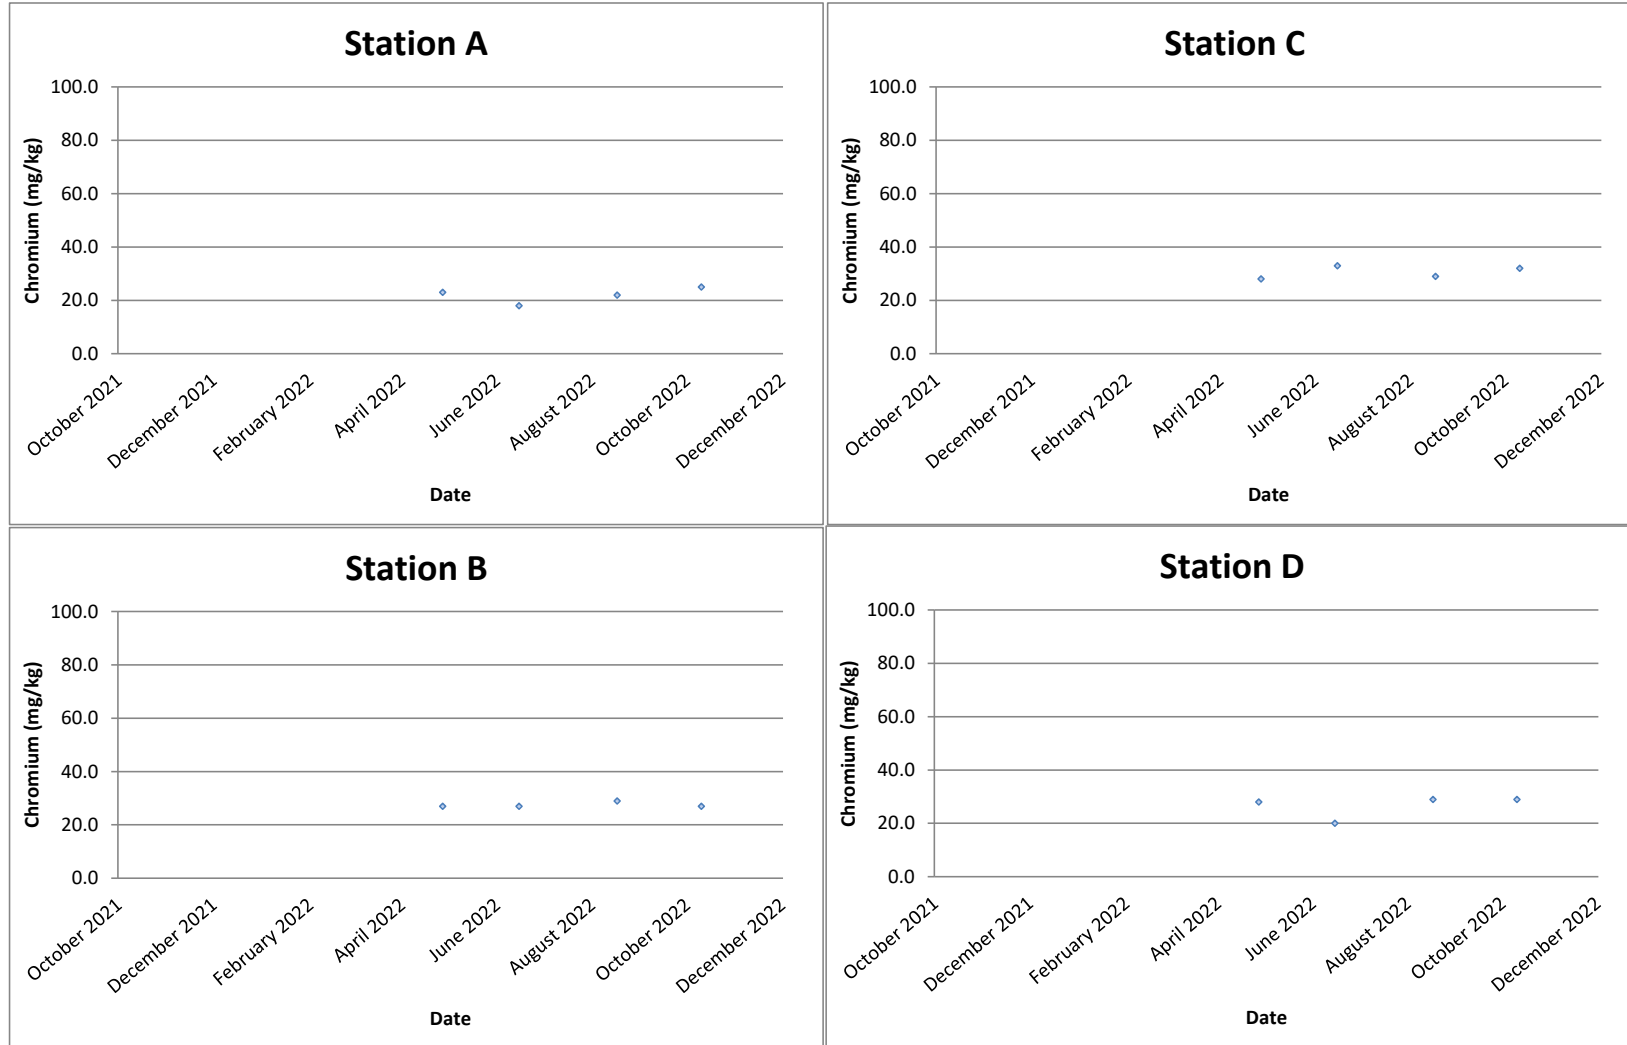 Station A
Chromium (mg/kg)
100.0
80.0
60.0
40.0
20.0
0.0
October 2021
December 2021
February 2022
April 2022
June 2022
August 2022
October 2022
December 2022
Date
Station C
Chromium (mg/kg)
100.0
80.0
60.0
40.0
20.0
0.0
October 2021
December 2021
February 2022
April 2022
June 2022
August 2022
October 2022
December 2022
Date
Station B
Chromium (mg/kg)
100.0
80.0
60.0
40.0
20.0
0.0
October 2021
December 2021
February 2022
April 2022
June 2022
August 2022
October 2022
December 2022
Date
Station D
Chromium (mg/kg)
100.0
80.0
60.0
40.0
20.0
0.0
October 2021
December 2021
February 2022
April 2022
June 2022
August 2022
October 2022
December 2022
Date